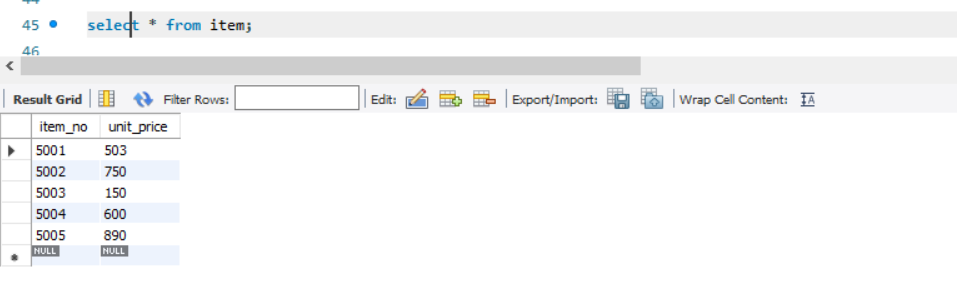 44
45 select * from item;
46
Result Grid Filter Rows: Edit: Export/Import: Wrap Cell Content: IA
item_no unit_price
5001 503
5002 750
5003 150
5004 600
5005 890
NULL NULL